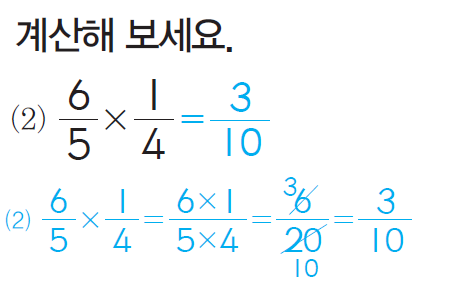 계산해 보세요.
(2) 6/5 × 1/4 = 3/10
(2) 6/5 × 1/4 = 6×1/5×4 = 3 6/20 10 = 3/10